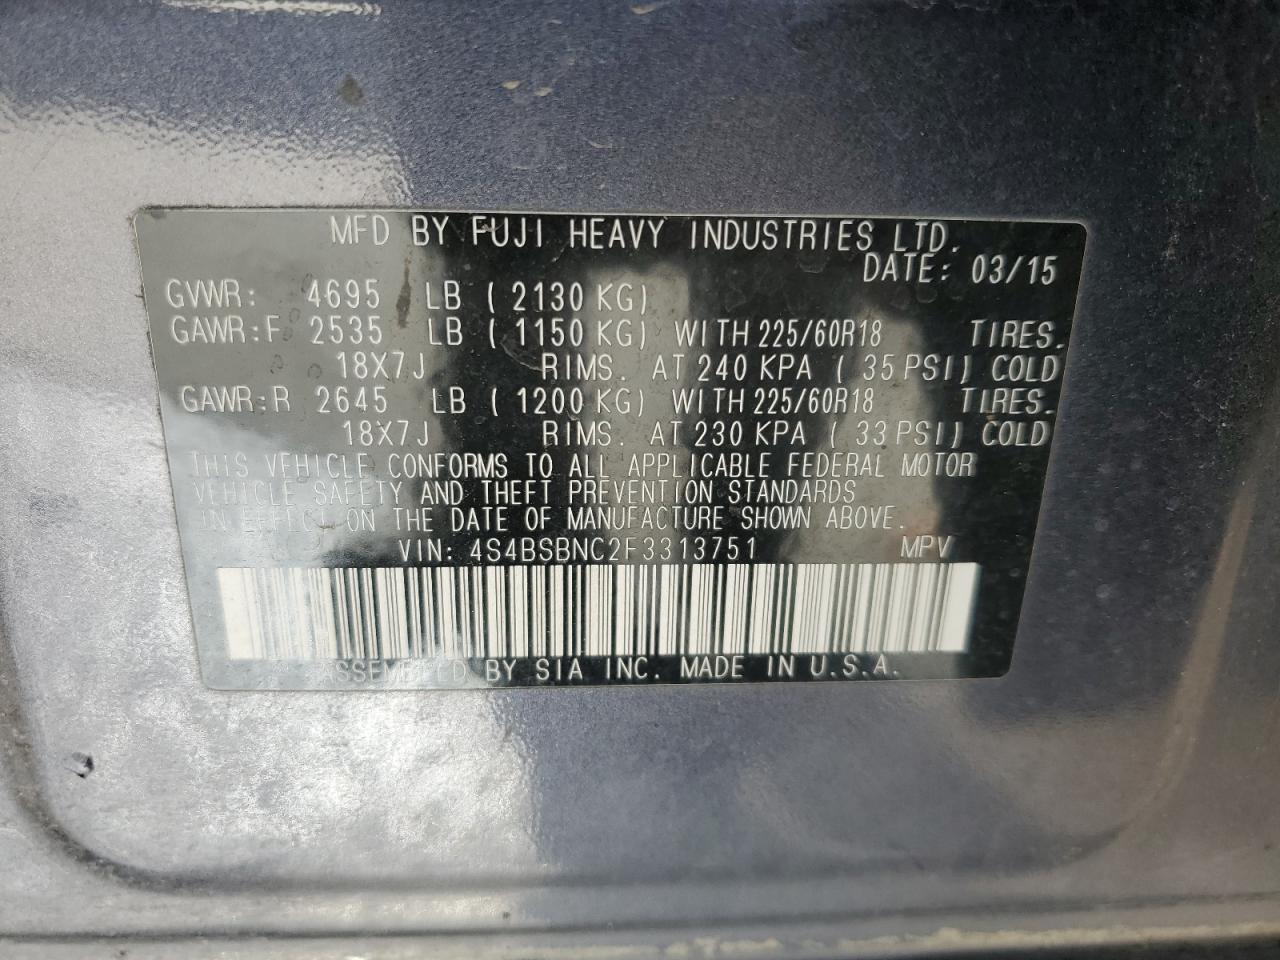 MFD BY FUJI HEAVY INDUSTRIES LTD.
DATE: 03/15
GVWR: 4695 LB ( 2130 KG)
GAWR:F 2535 LB ( 1150 KG) WITH 225/60R18 TIRES.
18X7J RIMS. AT 240 KPA ( 35 PSI) COLD
GAWR:R 2645 LB ( 1200 KG) WITH 225/60R18 TIRES.
18X7J RIMS. AT 230 KPA ( 33 PSI) COLD
THIS VEHICLE CONFORMS TO ALL APPLICABLE FEDERAL MOTOR
VEHICLE SAFETY AND THEFT PREVENTION STANDARDS
IN EFFECT ON THE DATE OF MANUFACTURE SHOWN ABOVE.
VIN: 4S4BSBNC2F3313751 MPV
ASSEMBLED BY SIA INC. MADE IN U.S.A.